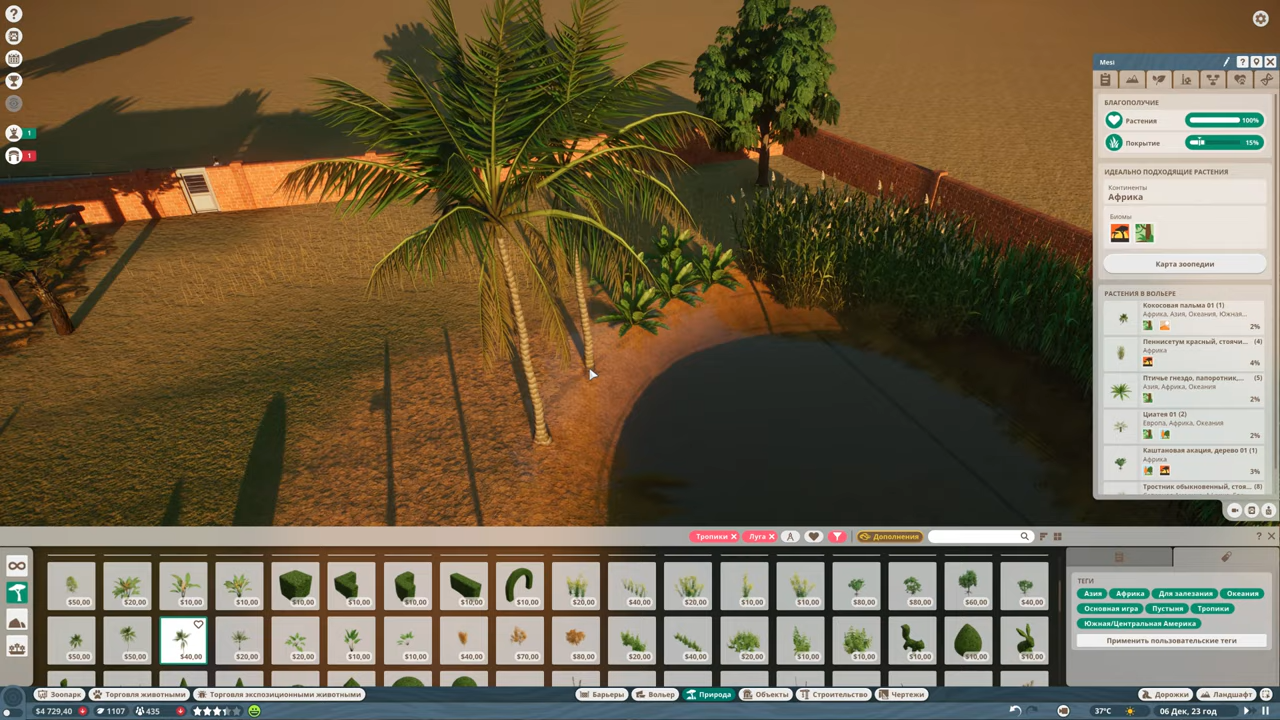 Mesi
БЛАГОПОЛУЧИЕ
Растения 100%
Покрытие 15%
ИДЕАЛЬНО ПОДХОДЯЩИЕ РАСТЕНИЯ
Континенты
Африка
Биомы
Карта зоопедии
РАСТЕНИЯ В ВОЛЬЕРЕ
Кокосовая пальма 01 (1)
Африка, Азия, Океания, Южная...
2%
Пеннисетум красный, стоячи... (4)
Африка
4%
Птичье гнездо, папоротник,... (5)
Азия, Африка, Океания
2%
Циатея 01 (2)
Европа, Африка, Океания
2%
Каштановая акация, дерево 01 (1)
Африка
3%
Тростник обыкновенный, стоя... (8)
1
1
Тропики Луга Дополнения
$50,00 $20,00 $10,00 $10,00 $10,00 $10,00 $10,00 $10,00 $10,00 $20,00 $40,00 $20,00 $10,00 $10,00 $80,00 $80,00 $60,00 $40,00
$50,00 $50,00 $40,00 $20,00 $20,00 $10,00 $10,00 $40,00 $70,00 $80,00 $20,00 $40,00 $20,00 $10,00 $10,00 $10,00 $10,00 $10,00
ТЕГИ
Азия Африка Для залезания Океания
Основная игра Пустыня Тропики
Южная/Центральная Америка
Применить пользовательские теги
Зоопарк Торговля животными Торговля экспозиционными животными Барьеры Вольер Природа Объекты Строительство Чертежи Дорожки Ландшафт
$4 729,40 1107 435 37°C 06 Дек, 23 год